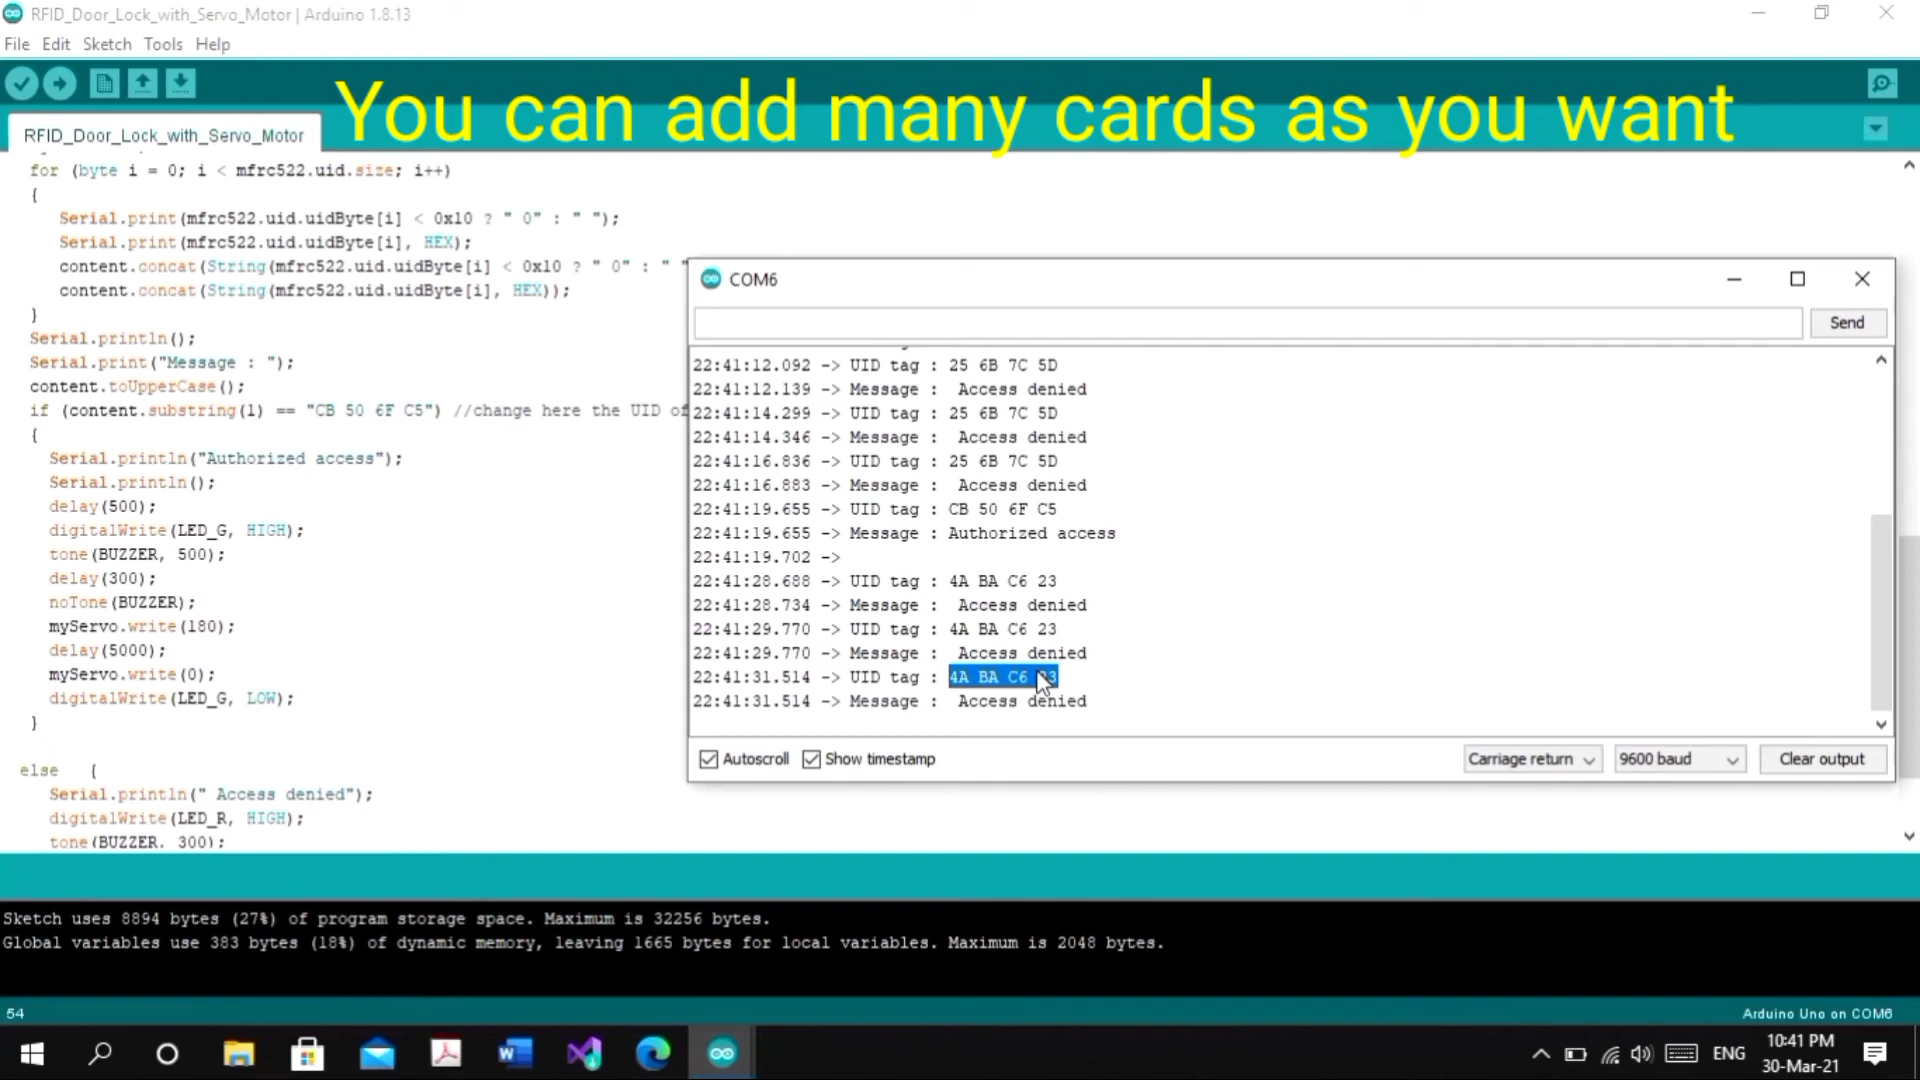 RFID_Door_Lock_with_Servo_Motor | Arduino 1.8.13
File Edit Sketch Tools Help
You can add many cards as you want
RFID_Door_Lock_with_Servo_Motor
for (byte i = 0; i < mfrc522.uid.size; i++)
{
Serial.print(mfrc522.uid.uidByte[i] < 0x10 ? " 0" : " ");
Serial.print(mfrc522.uid.uidByte[i], HEX);
content.concat(String(mfrc522.uid.uidByte[i] < 0x10 ? " 0" : "
content.concat(String(mfrc522.uid.uidByte[i], HEX));
}
Serial.println();
Serial.print("Message : ");
content.toUpperCase();
if (content.substring(1) == "CB 50 6F C5") //change here the UID of
{
Serial.println("Authorized access");
Serial.println();
delay(500);
digitalWrite(LED_G, HIGH);
tone(BUZZER, 500);
delay(300);
noTone(BUZZER);
myServo.write(180);
delay(5000);
myServo.write(0);
digitalWrite(LED_G, LOW);
}
else {
Serial.println(" Access denied");
digitalWrite(LED_R, HIGH);
tone(BUZZER, 300);
COM6
Send
22:41:12.092 -> UID tag : 25 6B 7C 5D
22:41:12.139 -> Message : Access denied
22:41:14.299 -> UID tag : 25 6B 7C 5D
22:41:14.346 -> Message : Access denied
22:41:16.836 -> UID tag : 25 6B 7C 5D
22:41:16.883 -> Message : Access denied
22:41:19.655 -> UID tag : CB 50 6F C5
22:41:19.655 -> Message : Authorized access
22:41:19.702 ->
22:41:28.688 -> UID tag : 4A BA C6 23
22:41:28.734 -> Message : Access denied
22:41:29.770 -> UID tag : 4A BA C6 23
22:41:29.770 -> Message : Access denied
22:41:31.514 -> UID tag : 4A BA C6 23
22:41:31.514 -> Message : Access denied
Autoscroll Show timestamp Carriage return 9600 baud Clear output
Sketch uses 8894 bytes (27%) of program storage space. Maximum is 32256 bytes.
Global variables use 383 bytes (18%) of dynamic memory, leaving 1665 bytes for local variables. Maximum is 2048 bytes.
54
Arduino Uno on COM6
ENG
10:41 PM
30-Mar-21